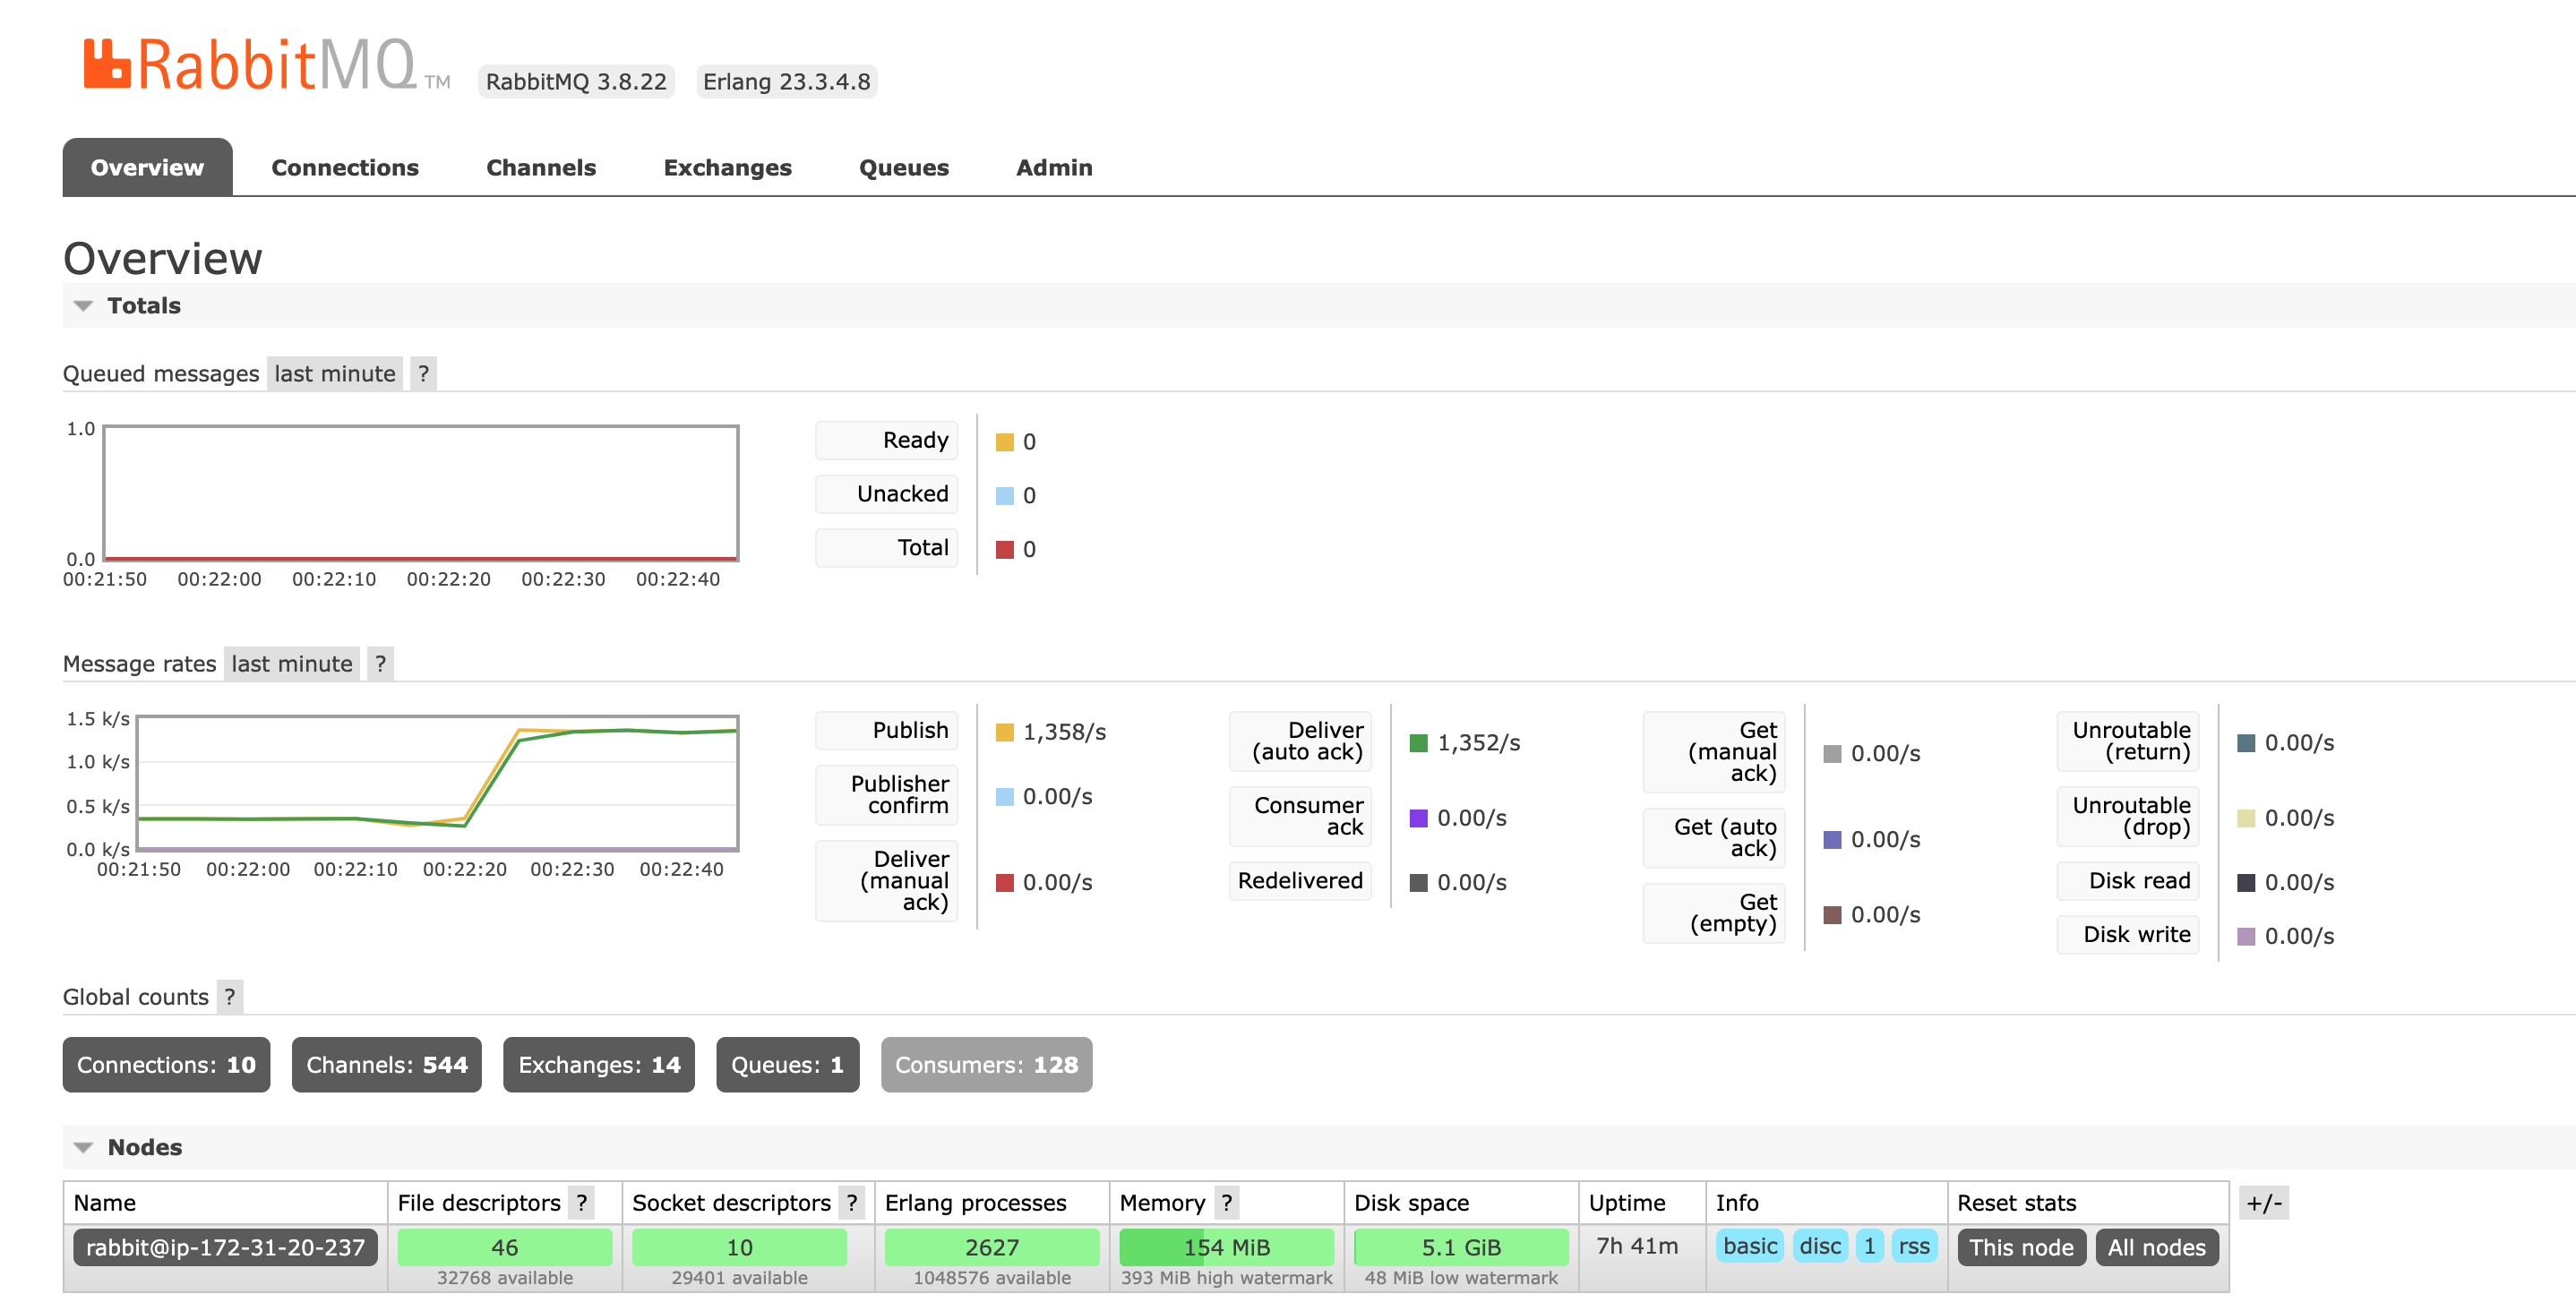 RabbitMQ TM RabbitMQ 3.8.22 Erlang 23.3.4.8
Overview Connections Channels Exchanges Queues Admin
Overview
Totals
Queued messages last minute ?
1.0
0.0
00:21:50 00:22:00 00:22:10 00:22:20 00:22:30 00:22:40
Ready 0
Unacked 0
Total 0
Message rates last minute ?
1.5 k/s
1.0 k/s
0.5 k/s
0.0 k/s
00:21:50 00:22:00 00:22:10 00:22:20 00:22:30 00:22:40
Publish 1,358/s
Publisher
confirm 0.00/s
Deliver
(manual
ack) 0.00/s
Deliver
(auto ack) 1,352/s
Consumer
ack 0.00/s
Redelivered 0.00/s
Get
(manual
ack) 0.00/s
Get (auto
ack) 0.00/s
Get
(empty) 0.00/s
Unroutable
(return) 0.00/s
Unroutable
(drop) 0.00/s
Disk read 0.00/s
Disk write 0.00/s
Global counts ?
Connections: 10 Channels: 544 Exchanges: 14 Queues: 1 Consumers: 128
Nodes
Name File descriptors ? Socket descriptors ? Erlang processes Memory ? Disk space Uptime Info Reset stats +/-
rabbit@ip-172-31-20-237 46 10 2627 154 MiB 5.1 GiB 7h 41m basic disc 1 rss This node All nodes
32768 available 29401 available 1048576 available 393 MiB high watermark 48 MiB low watermark